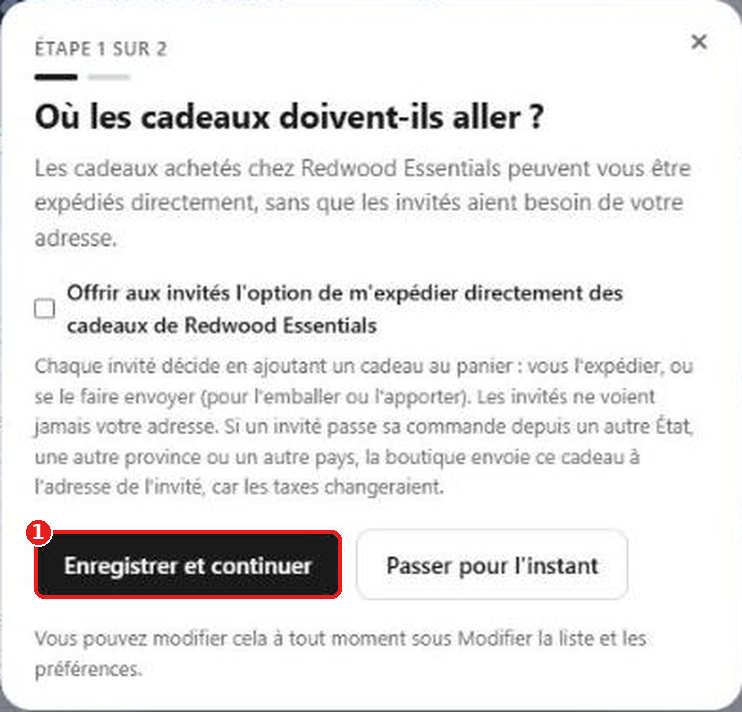 ÉTAPE 1 SUR 2
Où les cadeaux doivent-ils aller ?
Les cadeaux achetés chez Redwood Essentials peuvent vous être
expédiés directement, sans que les invités aient besoin de votre
adresse.
Offrir aux invités l'option de m'expédier directement des
cadeaux de Redwood Essentials
Chaque invité décide en ajoutant un cadeau au panier : vous l'expédier, ou
se le faire envoyer (pour l'emballer ou l'apporter). Les invités ne voient
jamais votre adresse. Si un invité passe sa commande depuis un autre État,
une autre province ou un autre pays, la boutique envoie ce cadeau à
l'adresse de l'invité, car les taxes changeraient.
1
Enregistrer et continuer
Passer pour l'instant
Vous pouvez modifier cela à tout moment sous Modifier la liste et les
préférences.